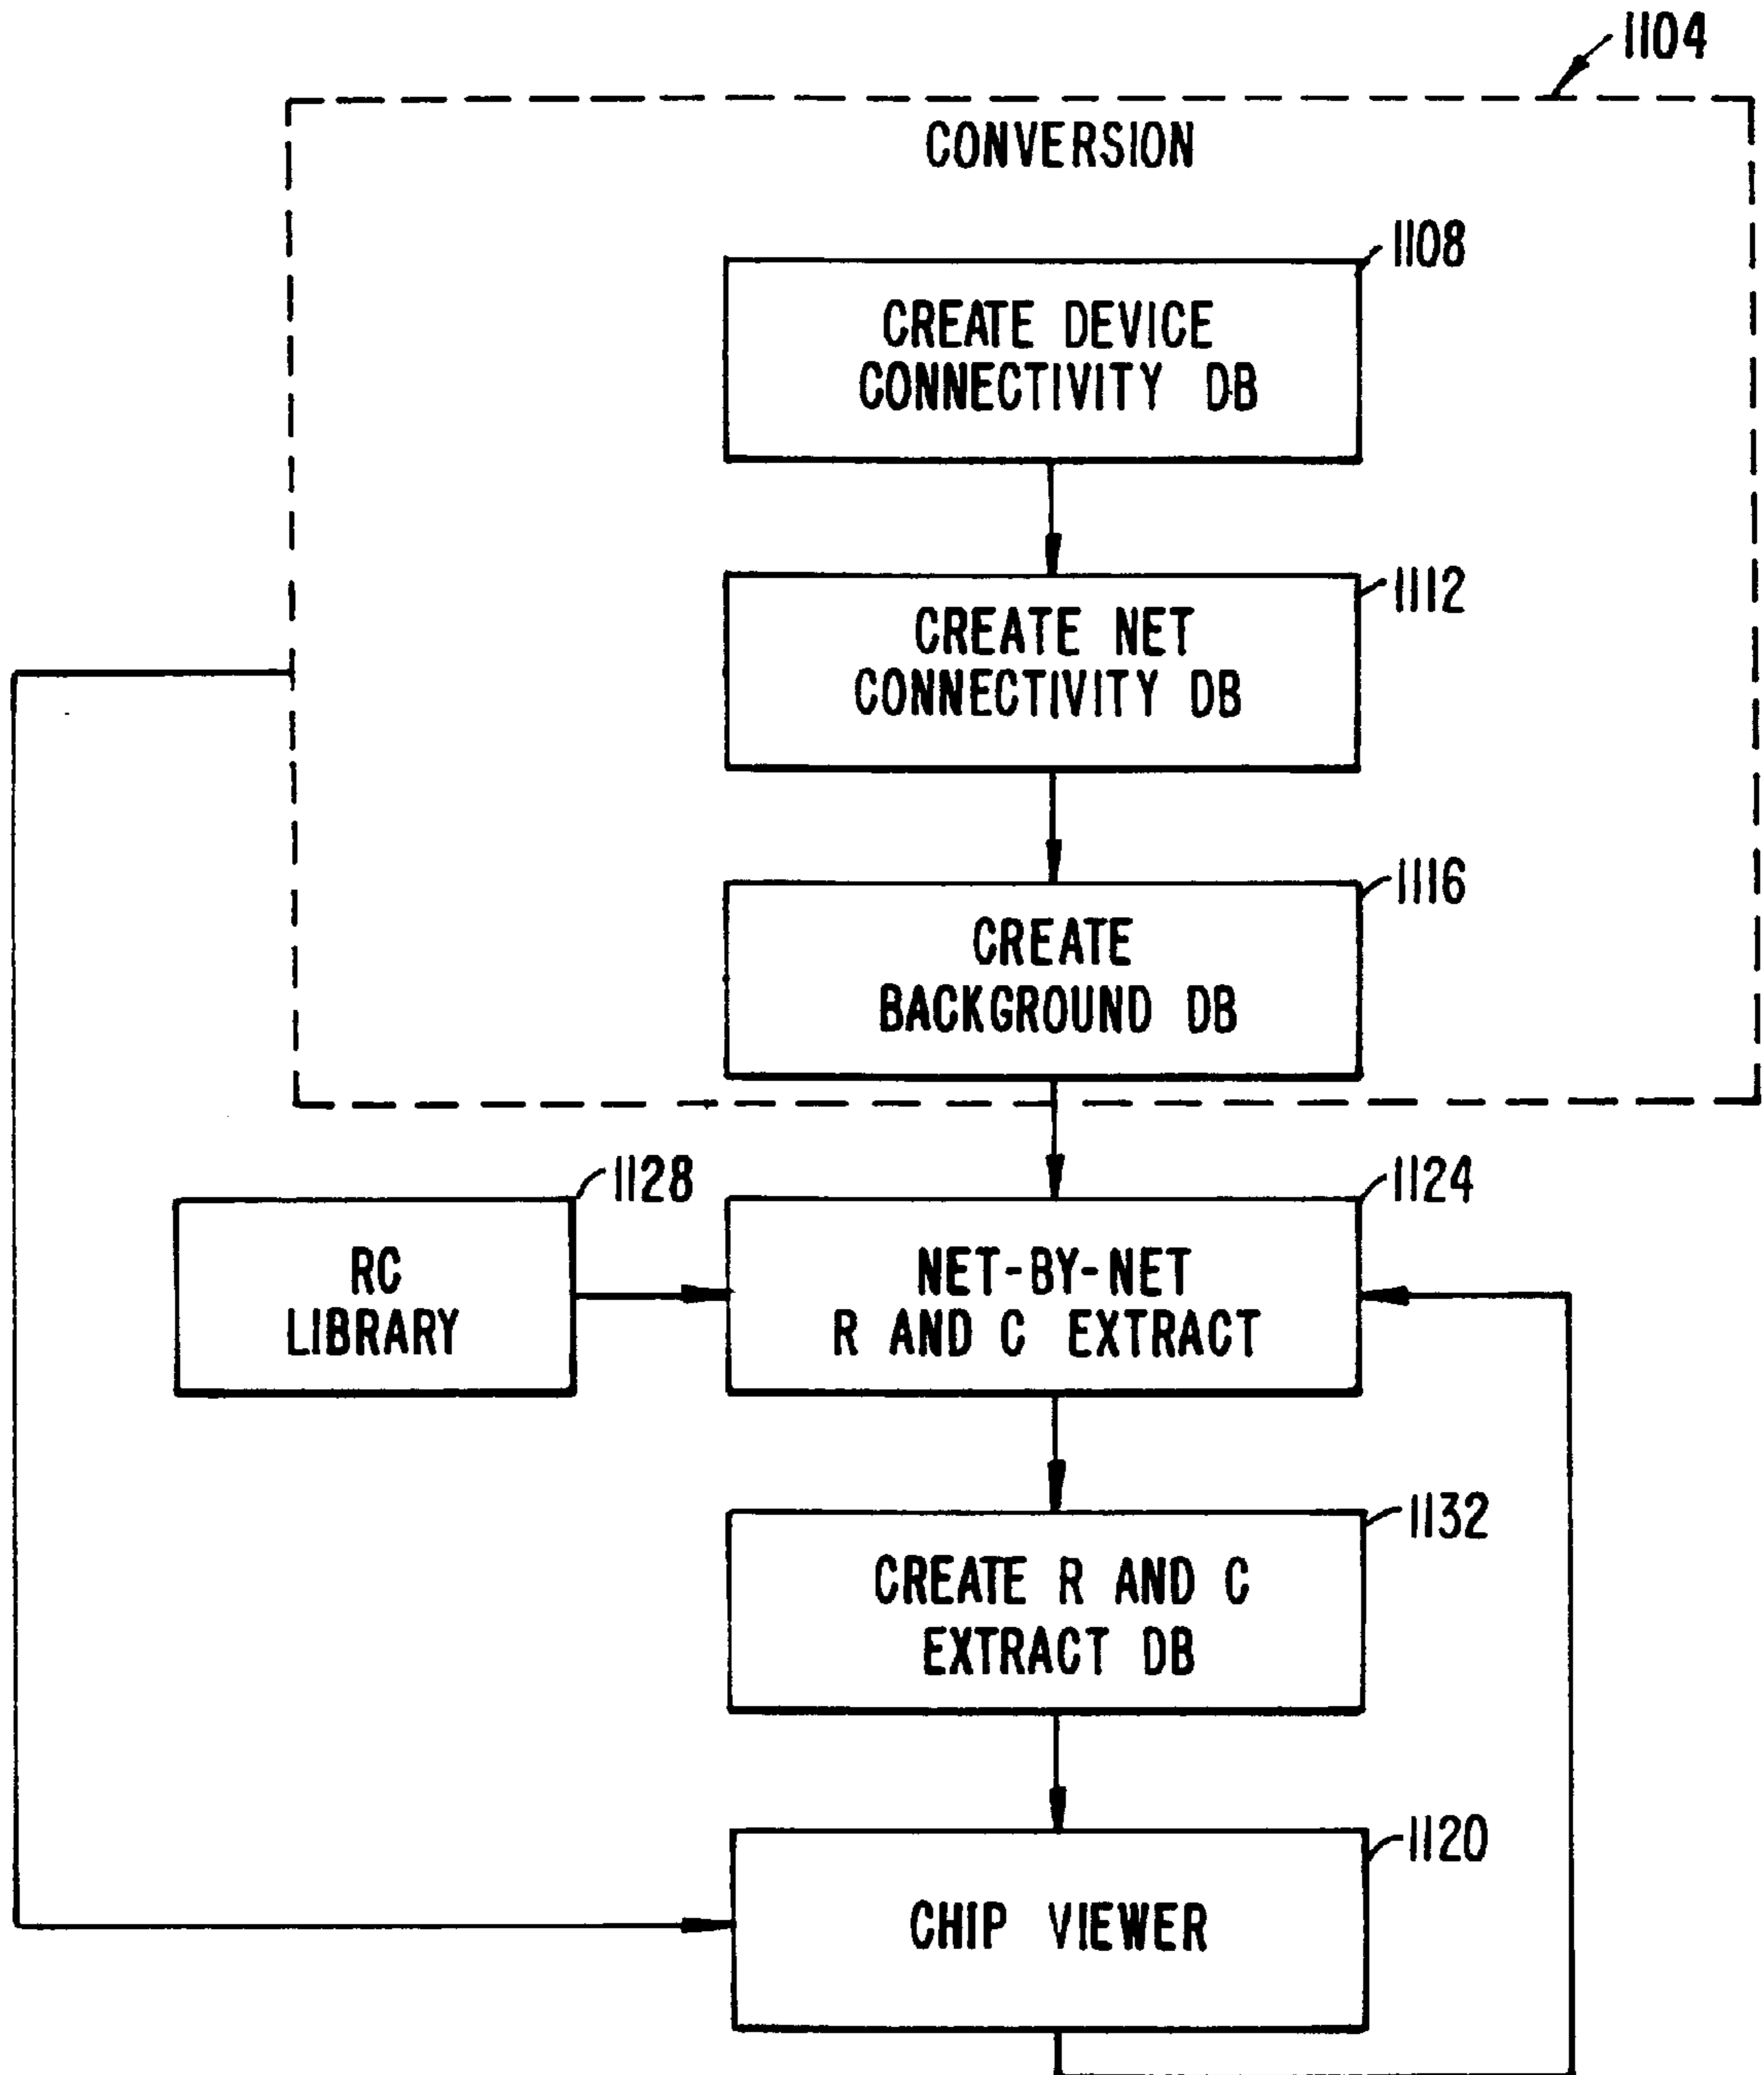 1104
CONVERSION
1108
CREATE DEVICE
CONNECTIVITY DB
1112
CREATE NET
CONNECTIVITY DB
1116
CREATE
BACKGROUND DB
1128
RC
LIBRARY
1124
NET-BY-NET
R AND C EXTRACT
1132
CREATE R AND C
EXTRACT DB
1120
CHIP VIEWER